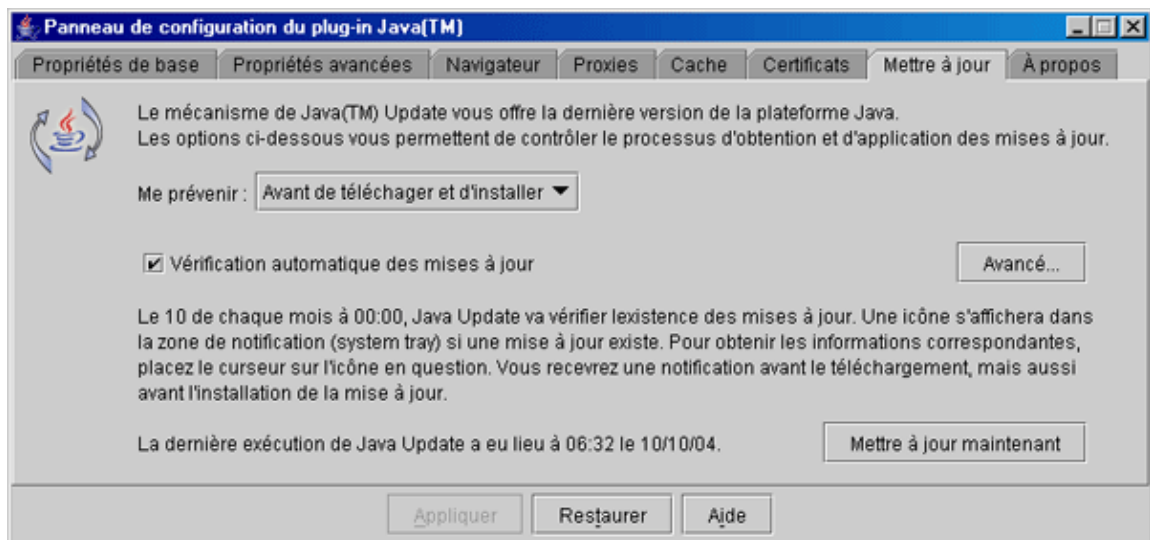 Panneau de configuration du plug-in Java(TM)
Propriétés de base Propriétés avancées Navigateur Proxies Cache Certificats Mettre à jour À propos
Le mécanisme de Java(TM) Update vous offre la dernière version de la plateforme Java.
Les options ci-dessous vous permettent de contrôler le processus d'obtention et d'application des mises à jour.
Me prévenir : Avant de téléchager et d'installer
Vérification automatique des mises à jour Avancé...
Le 10 de chaque mois à 00:00, Java Update va vérifier lexistence des mises à jour. Une icône s'affichera dans
la zone de notification (system tray) si une mise à jour existe. Pour obtenir les informations correspondantes,
placez le curseur sur l'icône en question. Vous recevrez une notification avant le téléchargement, mais aussi
avant l'installation de la mise à jour.
La dernière exécution de Java Update a eu lieu à 06:32 le 10/10/04. Mettre à jour maintenant
Appliquer Restaurer Aide